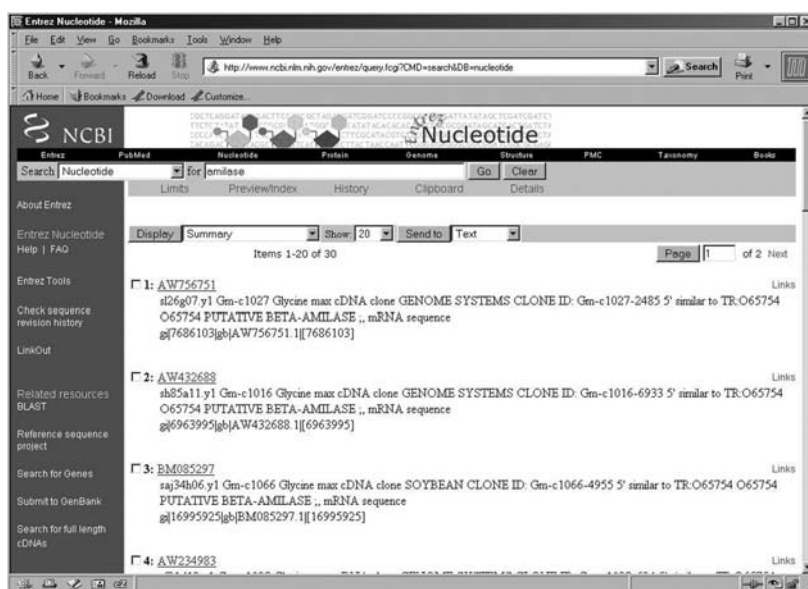 Entrez Nucleotide - Mozilla
File Edit View Go Bookmarks Tools Window Help
Back Forward Reload Stop http://www.ncbi.nlm.nih.gov/entrez/query.fcgi?CMD=search&DB=nucleotide Search Print
Home Bookmarks Download Customize...
NCBI Entrez Nucleotide
Entrez PubMed Nucleotide Protein Genome Structure PMC Taxonomy Books
Search Nucleotide for amilase Go Clear
Limits Preview/Index History Clipboard Details
About Entrez
Entrez Nucleotide
Help | FAQ
Entrez Tools
Check sequence
revision history
LinkOut
Related resources
BLAST
Reference sequence
project
Search for Genes
Submit to GenBank
Search for full length
cDNAs
Display Summary Show: 20 Send to Text
Items 1-20 of 30 Page 1 of 2 Next
1: AW756751 Links
sl26g07.y1 Gm-c1027 Glycine max cDNA clone GENOME SYSTEMS CLONE ID: Gm-c1027-2485 5' similar to TR:O65754
O65754 PUTATIVE BETA-AMILASE ;, mRNA sequence
gi|7686103|gb|AW756751.1|[7686103]
2: AW432688 Links
sh85a11.y1 Gm-c1016 Glycine max cDNA clone GENOME SYSTEMS CLONE ID: Gm-c1016-6933 5' similar to TR:O65754
O65754 PUTATIVE BETA-AMILASE ;, mRNA sequence
gi|6963995|gb|AW432688.1|[6963995]
3: BM085297 Links
saj34h06.y1 Gm-c1066 Glycine max cDNA clone SOYBEAN CLONE ID: Gm-c1066-4955 5' similar to TR:O65754 O65754
PUTATIVE BETA-AMILASE ;, mRNA sequence
gi|16995925|gb|BM085297.1|[16995925]
4: AW234983 Links